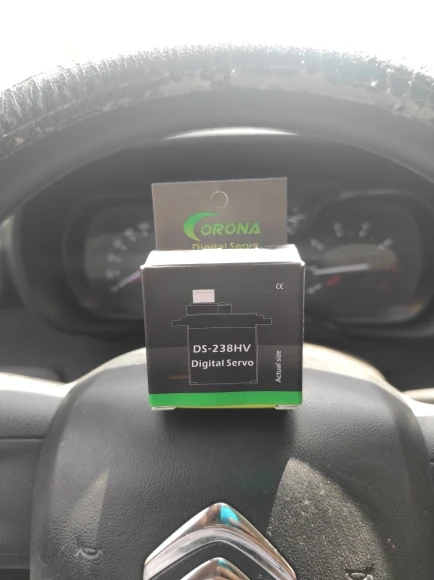 CORONA
Digital Servo
CE
DS-238HV
Digital Servo
Actual size